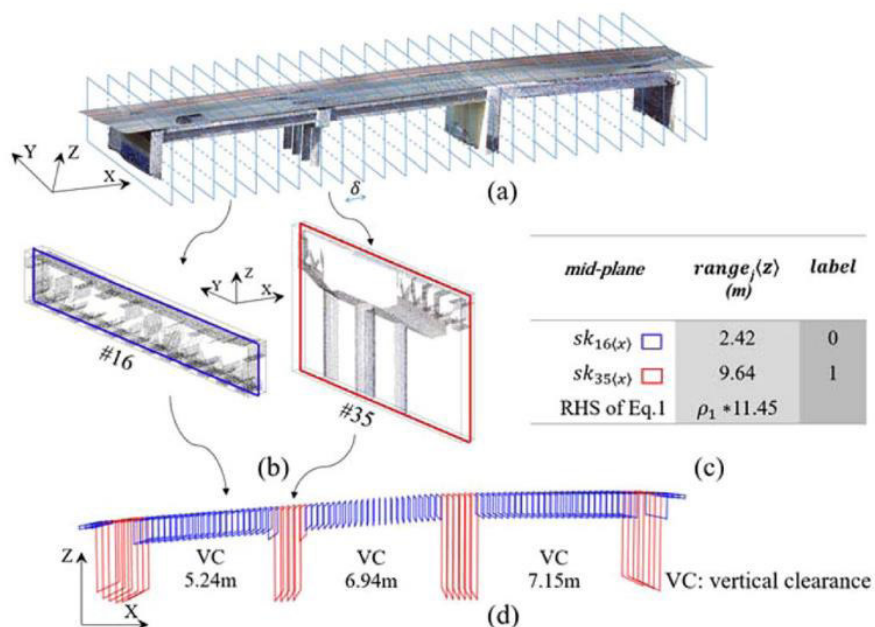 Y
Z
X
δ
(a)
Z
Y
X
#16
#35
(b)
mid-plane range_j⟨z⟩ label
(m)
sk_16⟨x⟩ 2.42 0
sk_35⟨x⟩ 9.64 1
RHS of Eq.1 ρ₁ *11.45
(c)
Z
X
VC
5.24m
VC
6.94m
VC
7.15m
VC: vertical clearance
(d)